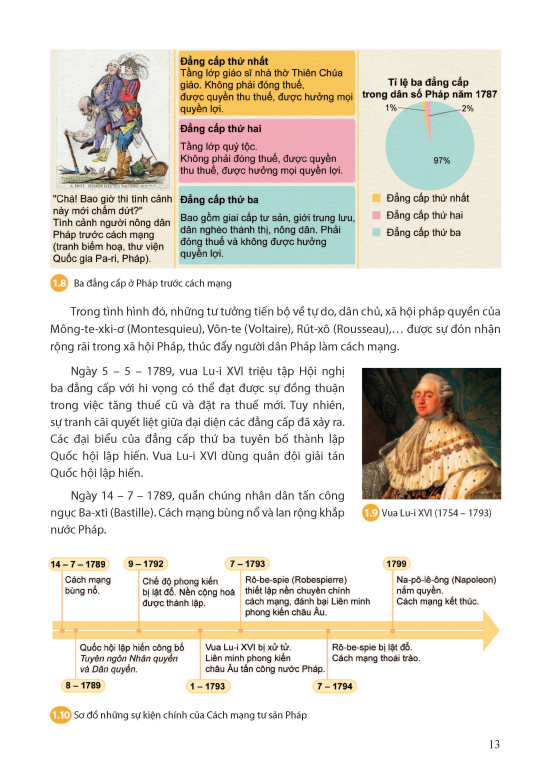 "Chà! Bao giờ thì tình cảnh
này mới chấm dứt?"
Tình cảnh người nông dân
Pháp trước cách mạng
(tranh biếm hoạ, thư viện
Quốc gia Pa-ri, Pháp).
Đẳng cấp thứ nhất
Tầng lớp giáo sĩ nhà thờ Thiên Chúa
giáo. Không phải đóng thuế,
được quyền thu thuế, được hưởng mọi
quyền lợi.
Đẳng cấp thứ hai
Tầng lớp quý tộc.
Không phải đóng thuế, được quyền
thu thuế, được hưởng mọi quyền lợi.
Đẳng cấp thứ ba
Bao gồm giai cấp tư sản, giới trung lưu,
dân nghèo thành thị, nông dân. Phải
đóng thuế và không được hưởng
quyền lợi.
Tỉ lệ ba đẳng cấp
trong dân số Pháp năm 1787
1%
2%
97%
Đẳng cấp thứ nhất
Đẳng cấp thứ hai
Đẳng cấp thứ ba
1.8 Ba đẳng cấp ở Pháp trước cách mạng
Trong tình hình đó, những tư tưởng tiến bộ về tự do, dân chủ, xã hội pháp quyền của
Mông-te-xki-ơ (Montesquieu), Vôn-te (Voltaire), Rút-xô (Rousseau),… được sự đón nhận
rộng rãi trong xã hội Pháp, thúc đẩy người dân Pháp làm cách mạng.
Ngày 5 – 5 – 1789, vua Lu-i XVI triệu tập Hội nghị
ba đẳng cấp với hi vọng có thể đạt được sự đồng thuận
trong việc tăng thuế cũ và đặt ra thuế mới. Tuy nhiên,
sự tranh cãi quyết liệt giữa đại diện các đẳng cấp đã xảy ra.
Các đại biểu của đẳng cấp thứ ba tuyên bố thành lập
Quốc hội lập hiến. Vua Lu-i XVI dùng quân đội giải tán
Quốc hội lập hiến.
Ngày 14 – 7 – 1789, quần chúng nhân dân tấn công
ngục Ba-xti (Bastille). Cách mạng bùng nổ và lan rộng khắp
nước Pháp.
1.9 Vua Lu-i XVI (1754 – 1793)
14 – 7 – 1789
Cách mạng
bùng nổ.
9 – 1792
Chế độ phong kiến
bị lật đổ. Nền cộng hoà
được thành lập.
7 – 1793
Rô-be-spie (Robespierre)
thiết lập nền chuyên chính
cách mạng, đánh bại Liên minh
phong kiến châu Âu.
1799
Na-pô-lê-ông (Napoleon)
nắm quyền.
Cách mạng kết thúc.
Quốc hội lập hiến công bố
Tuyên ngôn Nhân quyền
và Dân quyền.
8 – 1789
Vua Lu-i XVI bị xử tử.
Liên minh phong kiến
châu Âu tấn công nước Pháp.
1 – 1793
Rô-be-spie bị lật đổ.
Cách mạng thoái trào.
7 – 1794
1.10 Sơ đồ những sự kiện chính của Cách mạng tư sản Pháp
13